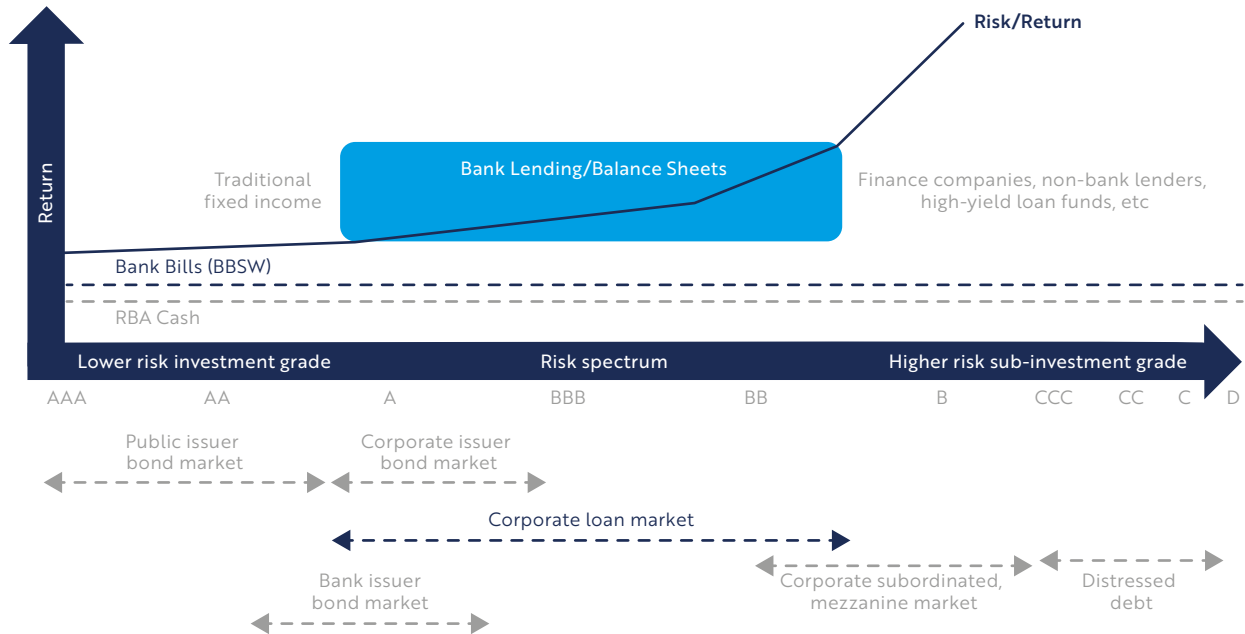 Risk/Return
Return
Traditional
fixed income
Bank Lending/Balance Sheets
Finance companies, non-bank lenders,
high-yield loan funds, etc
Bank Bills (BBSW)
RBA Cash
Lower risk investment grade
Risk spectrum
Higher risk sub-investment grade
AAA
AA
A
BBB
BB
B
CCC
CC
C
D
Public issuer
bond market
Corporate issuer
bond market
Corporate loan market
Bank issuer
bond market
Corporate subordinated,
mezzanine market
Distressed
debt